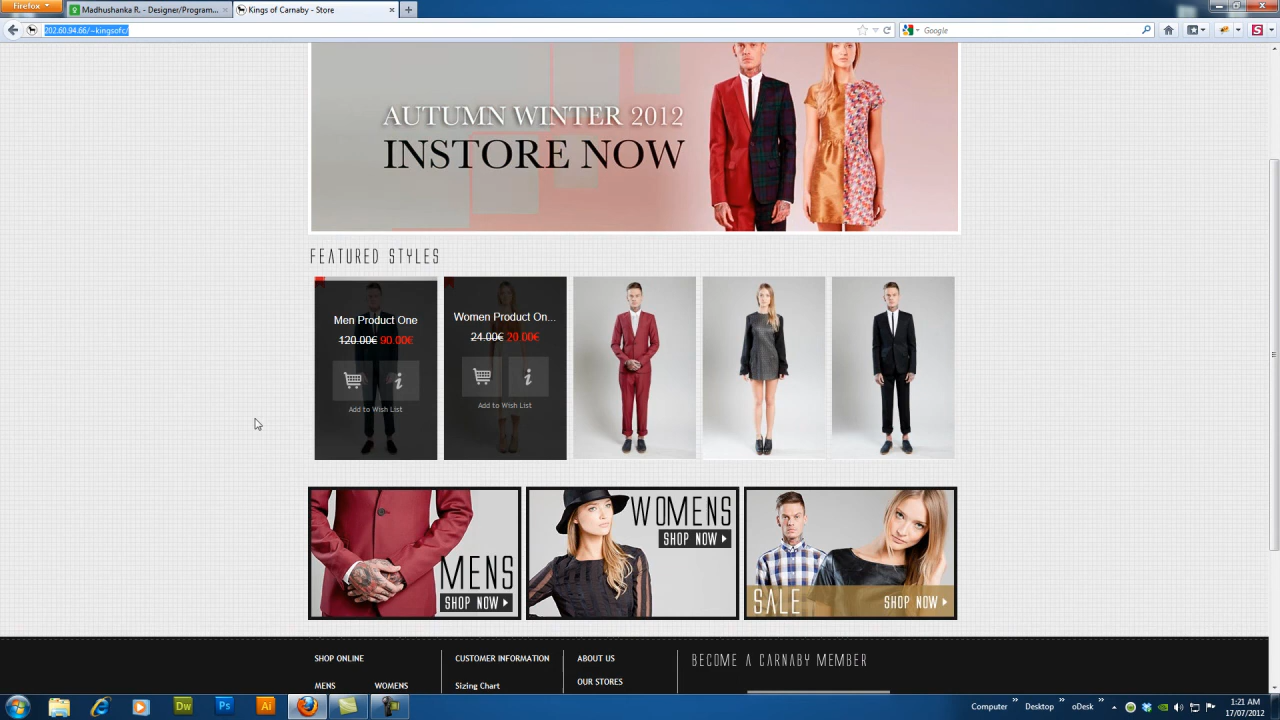 Firefox
Madhushanka R. - Designer/Program...
Kings of Carnaby - Store
202.60.94.66/~kingsofc/
Google
AUTUMN WINTER 2012
INSTORE NOW
FEATURED STYLES
Men Product One
120.00€ 90.00€
Add to Wish List
Women Product On...
24.00€ 20.00€
Add to Wish List
MENS
SHOP NOW
WOMENS
SHOP NOW
SALE
SHOP NOW
SHOP ONLINE
CUSTOMER INFORMATION
ABOUT US
BECOME A CARNABY MEMBER
OUR STORES
MENS
WOMENS
Sizing Chart
Dw
Ps
Ai
Computer
Desktop
oDesk
1:21 AM
17/07/2012